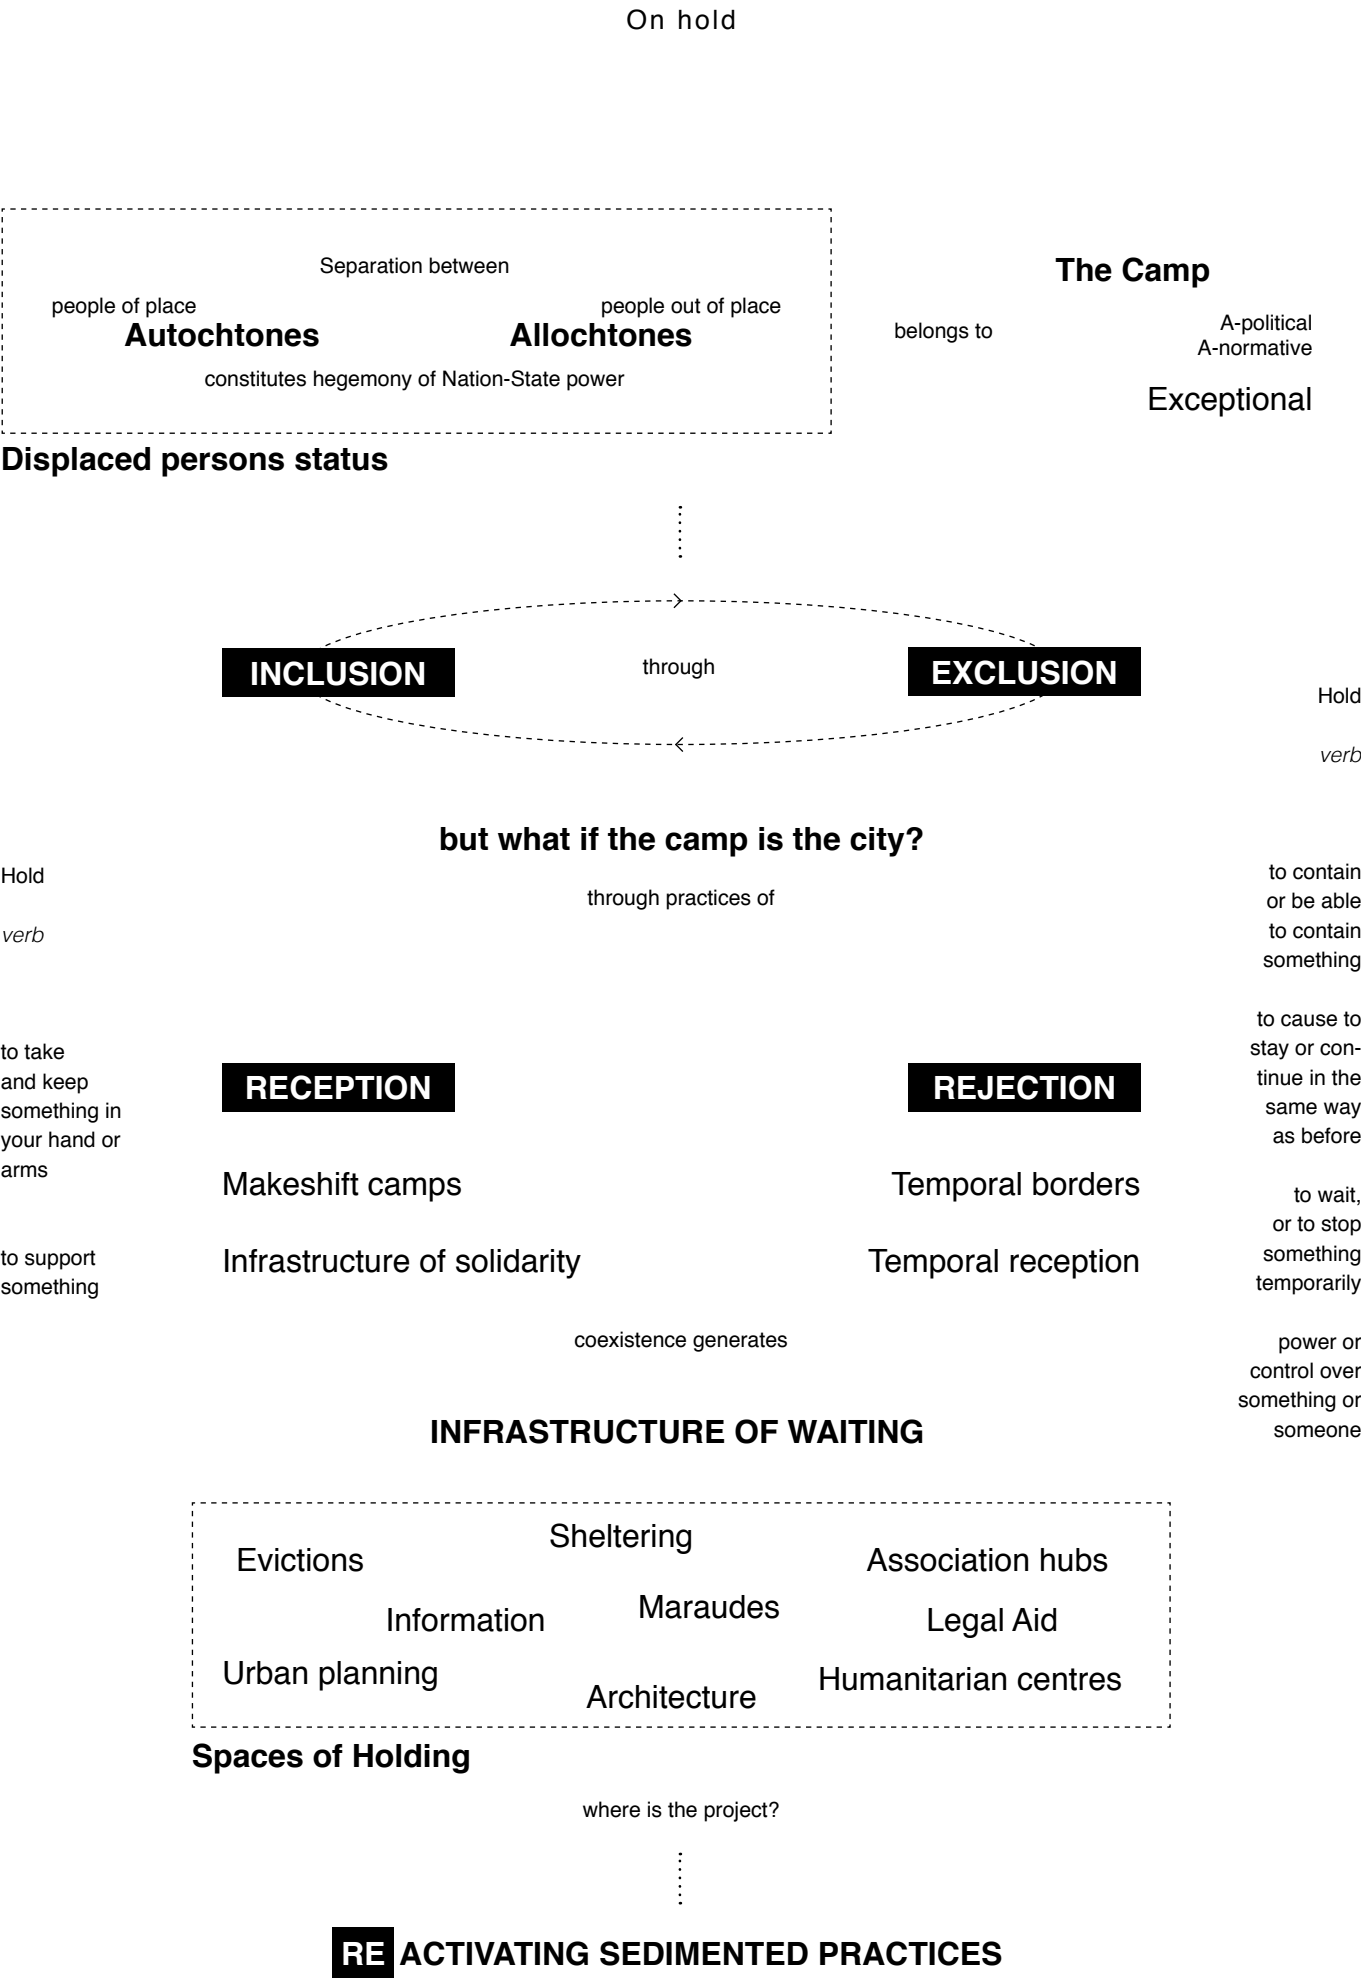 On hold
Separation between
people of place
people out of place
Autochtones
Allochtones
constitutes hegemony of Nation-State power
belongs to
The Camp
A-political
A-normative
Exceptional
Displaced persons status
INCLUSION
through
EXCLUSION
but what if the camp is the city?
through practices of
Hold
verb
to take
and keep
something in
your hand or
arms
to support
something
Hold
verb
to contain
or be able
to contain
something
to cause to
stay or con-
tinue in the
same way
as before
to wait,
or to stop
something
temporarily
power or
control over
something or
someone
RECEPTION
REJECTION
Makeshift camps
Temporal borders
Infrastructure of solidarity
Temporal reception
coexistence generates
INFRASTRUCTURE OF WAITING
Sheltering
Evictions
Association hubs
Maraudes
Information
Legal Aid
Urban planning
Humanitarian centres
Architecture
Spaces of Holding
where is the project?
RE ACTIVATING SEDIMENTED PRACTICES